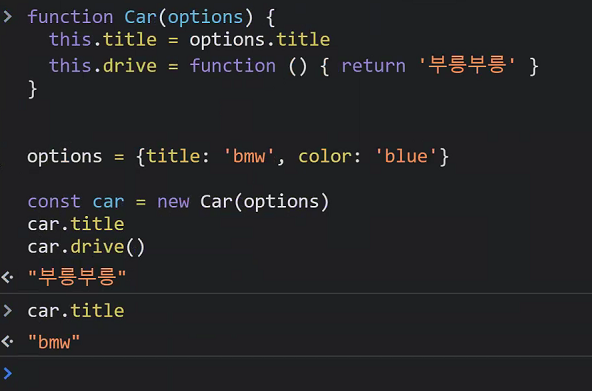 function Car(options) {
  this.title = options.title
  this.drive = function () { return '부릉부릉' }
}
options = {title: 'bmw', color: 'blue'}
const car = new Car(options)
car.title
car.drive()
"부릉부릉"
car.title
"bmw"